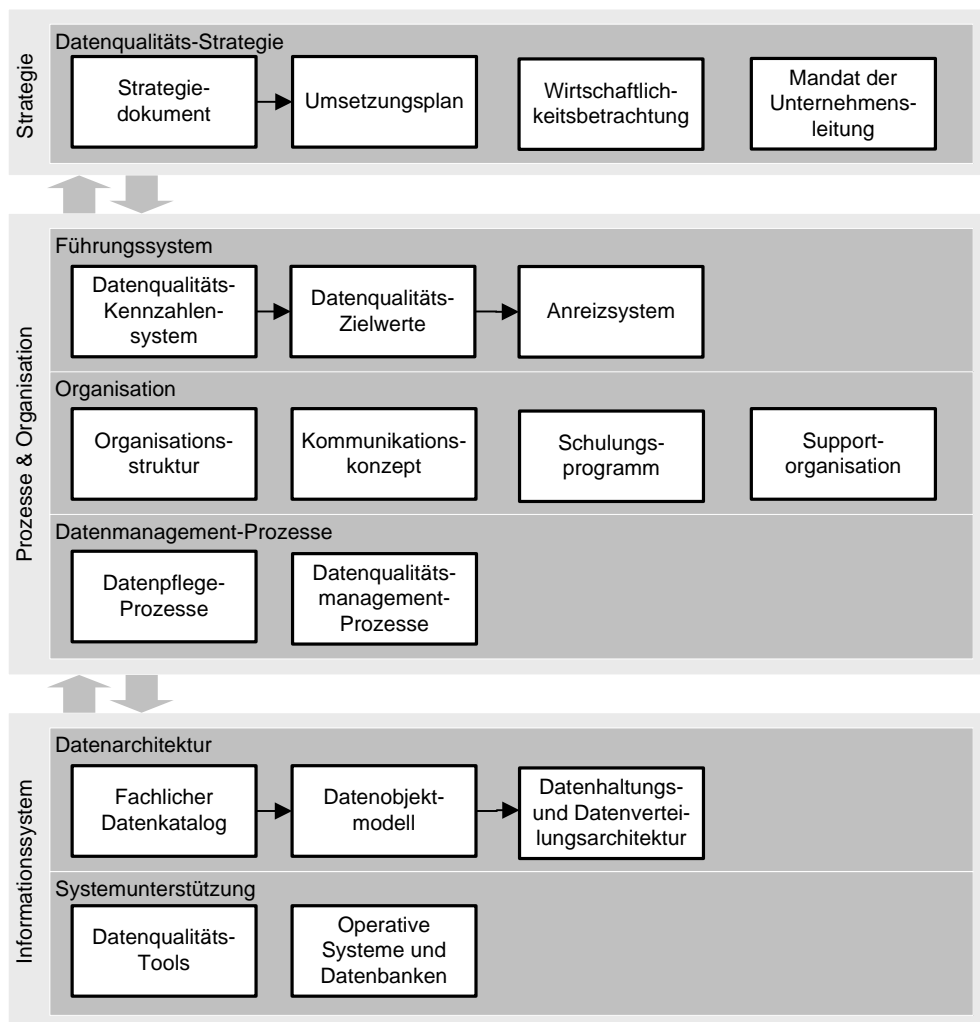 Strategie
Datenqualitäts-Strategie
Strategie-
dokument
Umsetzungsplan
Wirtschaftlich-
keitsbetrachtung
Mandat der
Unternehmens-
leitung
Prozesse & Organisation
Führungssystem
Datenqualitäts-
Kennzahlen-
system
Datenqualitäts-
Zielwerte
Anreizsystem
Organisation
Organisations-
struktur
Kommunikations-
konzept
Schulungs-
programm
Support-
organisation
Datenmanagement-Prozesse
Datenpflege-
Prozesse
Datenqualitäts-
management-
Prozesse
Informationssystem
Datenarchitektur
Fachlicher
Datenkatalog
Datenobjekt-
modell
Datenhaltungs-
und Datenvertei-
lungsarchitektur
Systemunterstützung
Datenqualitäts-
Tools
Operative
Systeme und
Datenbanken